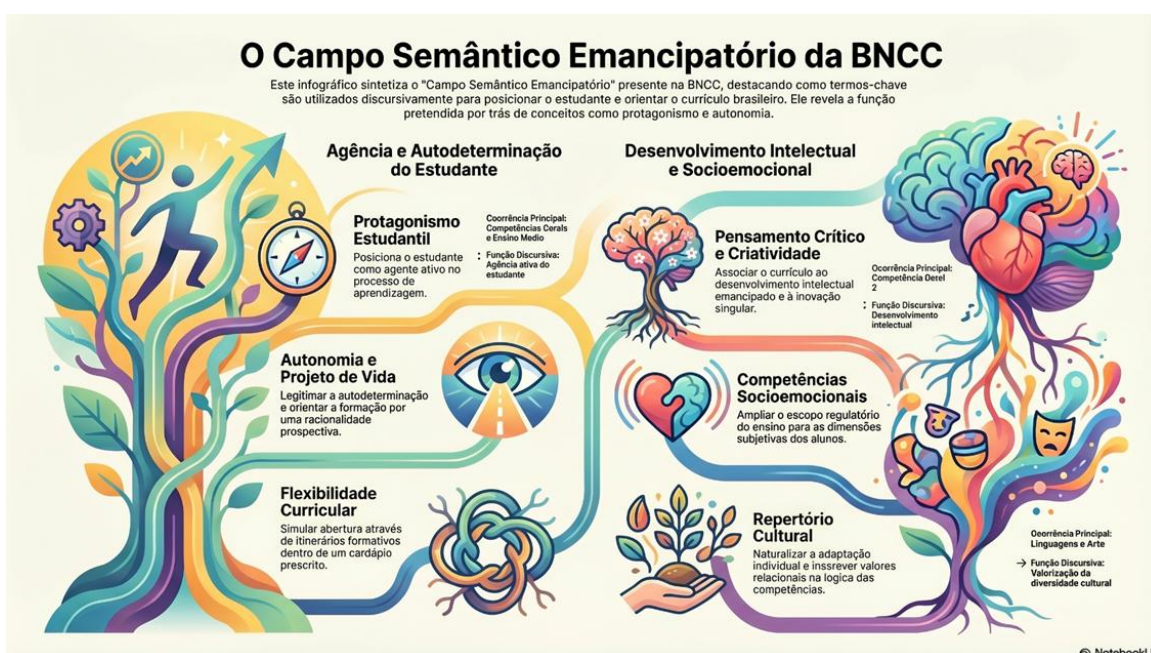 O Campo Semântico Emancipatório da BNCC
Este infográfico sintetiza o "Campo Semântico Emancipatório" presente na BNCC, destacando como termos-chave
são utilizados discursivamente para posicionar o estudante e orientar o currículo brasileiro. Ele revela a função
pretendida por trás de conceitos como protagonismo e autonomia.
Agência e Autodeterminação
do Estudante
Protagonismo
Estudantil
Posiciona o estudante
como agente ativo no
processo de
aprendizagem.
Coorrência Principal:
Competências Cerals
e Ensino Medio
: Função Discursiva:
Agência ativa do
estudante
Autonomia e
Projeto de Vida
Legitimar a autodeterminação
e orientar a formação por
uma racionalidade
prospectiva.
Flexibilidade
Curricular
Simular abertura através
de itinerários formativos
dentro de um cardápio
prescrito.
Desenvolvimento Intelectual
e Socioemocional
Pensamento Crítico
e Criatividade
Associar o currículo ao
desenvolvimento intelectual
emancipado e à inovação
singular.
Ocorrência Principal:
Competência Derel
2
: Função Discursiva:
Desenvolvimento
intelectual
Competências
Socioemocionais
Ampliar o escopo regulatório
do ensino para as dimensões
subjetivas dos alunos.
Repertório
Cultural
Naturalizar a adaptação
individual e inssrever valores
relacionais na logica das
competências.
Oeorrência Principal:
Linguagens e Arte
→ Função Discursiva:
Valorização da
diversidade cultural